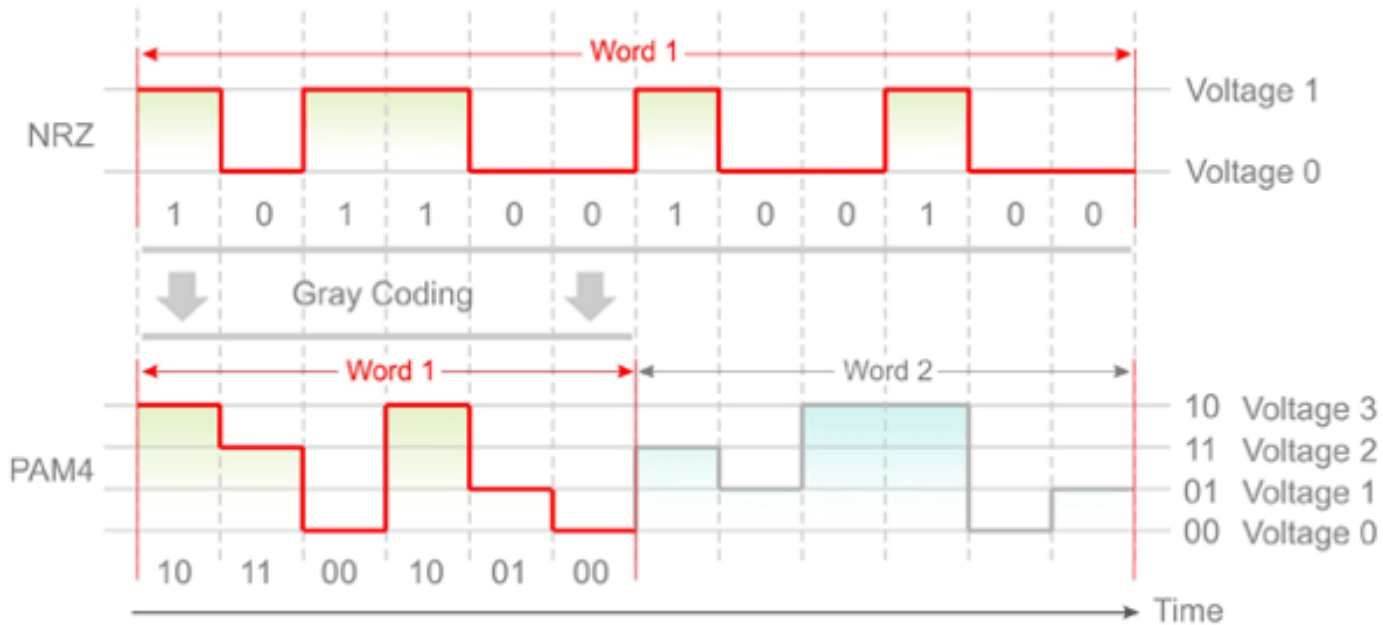 Word 1
Voltage 1
NRZ
Voltage 0
1 0 1 1 0 0 1 0 0 1 0 0
Gray Coding
Word 1 Word 2
10 Voltage 3
11 Voltage 2
PAM4
01 Voltage 1
00 Voltage 0
10 11 00 10 01 00
Time